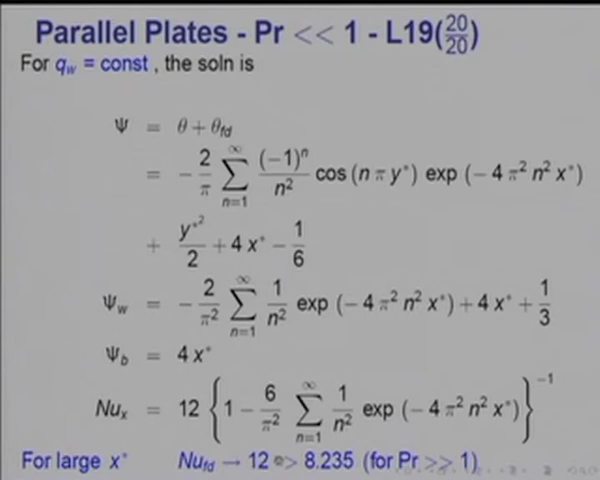 Parallel Plates - Pr << 1 - L19(20/20)
For q_w = const , the soln is
Ψ = θ + θ_fd
= − 2/π ∑_{n=1}^{∞} (−1)^n/n² cos (n π y*) exp (− 4 π² n² x*)
+ y*²/2 + 4 x* − 1/6
Ψ_w = − 2/π² ∑_{n=1}^{∞} 1/n² exp (− 4 π² n² x*) + 4 x* + 1/3
Ψ_b = 4 x*
Nu_x = 12 {1 − 6/π² ∑_{n=1}^{∞} 1/n² exp (− 4 π² n² x*)}^{−1}
For large x* Nu_fd → 12 => 8.235 (for Pr >> 1)